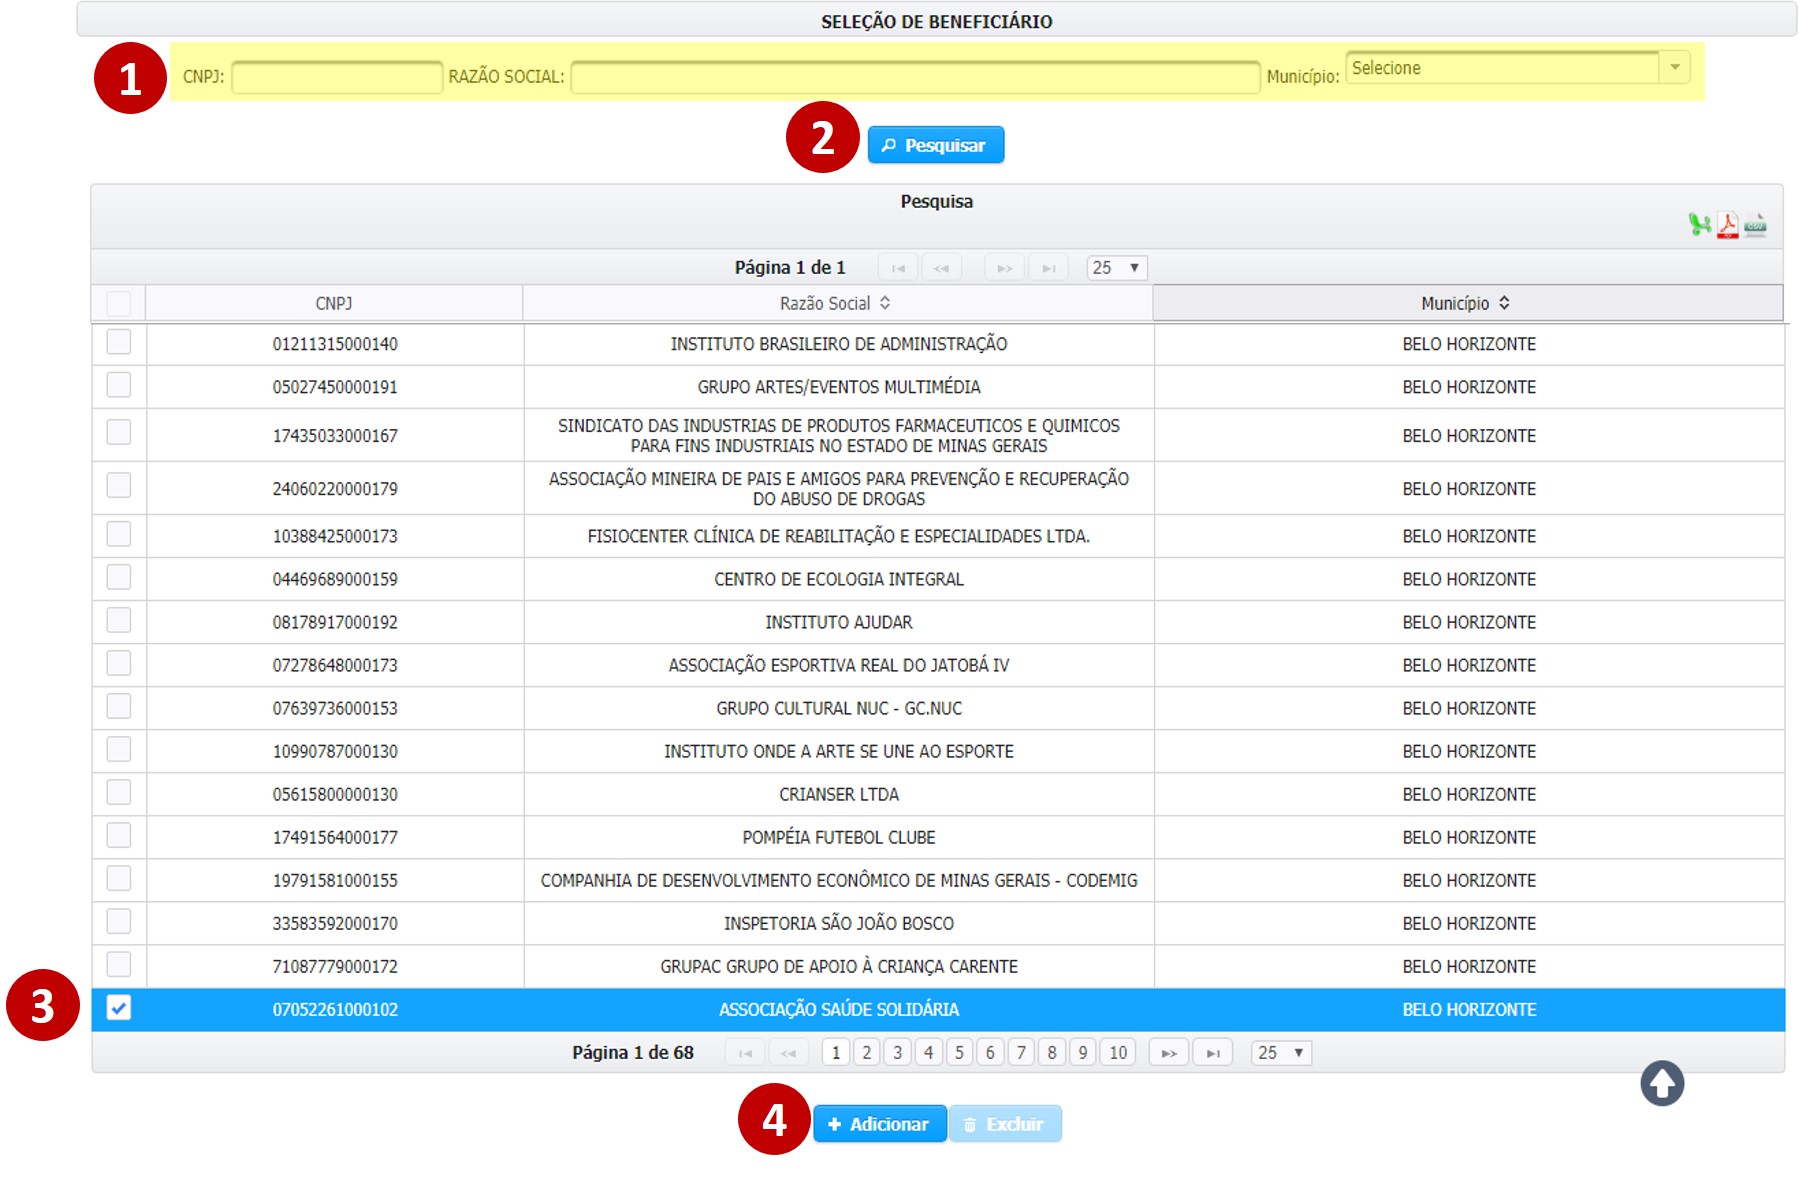 SELEÇÃO DE BENEFICIÁRIO
1 CNPJ: RAZÃO SOCIAL: Município: Selecione
2 Pesquisar
Pesquisa
PDF CSV
Página 1 de 1 25
CNPJ Razão Social Município
01211315000140 INSTITUTO BRASILEIRO DE ADMINISTRAÇÃO BELO HORIZONTE
05027450000191 GRUPO ARTES/EVENTOS MULTIMÉDIA BELO HORIZONTE
17435033000167 SINDICATO DAS INDUSTRIAS DE PRODUTOS FARMACEUTICOS E QUIMICOS
PARA FINS INDUSTRIAIS NO ESTADO DE MINAS GERAIS BELO HORIZONTE
24060220000179 ASSOCIAÇÃO MINEIRA DE PAIS E AMIGOS PARA PREVENÇÃO E RECUPERAÇÃO
DO ABUSO DE DROGAS BELO HORIZONTE
10388425000173 FISIOCENTER CLÍNICA DE REABILITAÇÃO E ESPECIALIDADES LTDA. BELO HORIZONTE
04469689000159 CENTRO DE ECOLOGIA INTEGRAL BELO HORIZONTE
08178917000192 INSTITUTO AJUDAR BELO HORIZONTE
07278648000173 ASSOCIAÇÃO ESPORTIVA REAL DO JATOBÁ IV BELO HORIZONTE
07639736000153 GRUPO CULTURAL NUC - GC.NUC BELO HORIZONTE
10990787000130 INSTITUTO ONDE A ARTE SE UNE AO ESPORTE BELO HORIZONTE
05615800000130 CRIANSER LTDA BELO HORIZONTE
17491564000177 POMPÉIA FUTEBOL CLUBE BELO HORIZONTE
19791581000155 COMPANHIA DE DESENVOLVIMENTO ECONÔMICO DE MINAS GERAIS - CODEMIG BELO HORIZONTE
33583592000170 INSPETORIA SÃO JOÃO BOSCO BELO HORIZONTE
71087779000172 GRUPAC GRUPO DE APOIO À CRIANÇA CARENTE BELO HORIZONTE
3 07052261000102 ASSOCIAÇÃO SAÚDE SOLIDÁRIA BELO HORIZONTE
Página 1 de 68 1 2 3 4 5 6 7 8 9 10 25
4 Adicionar Excluir